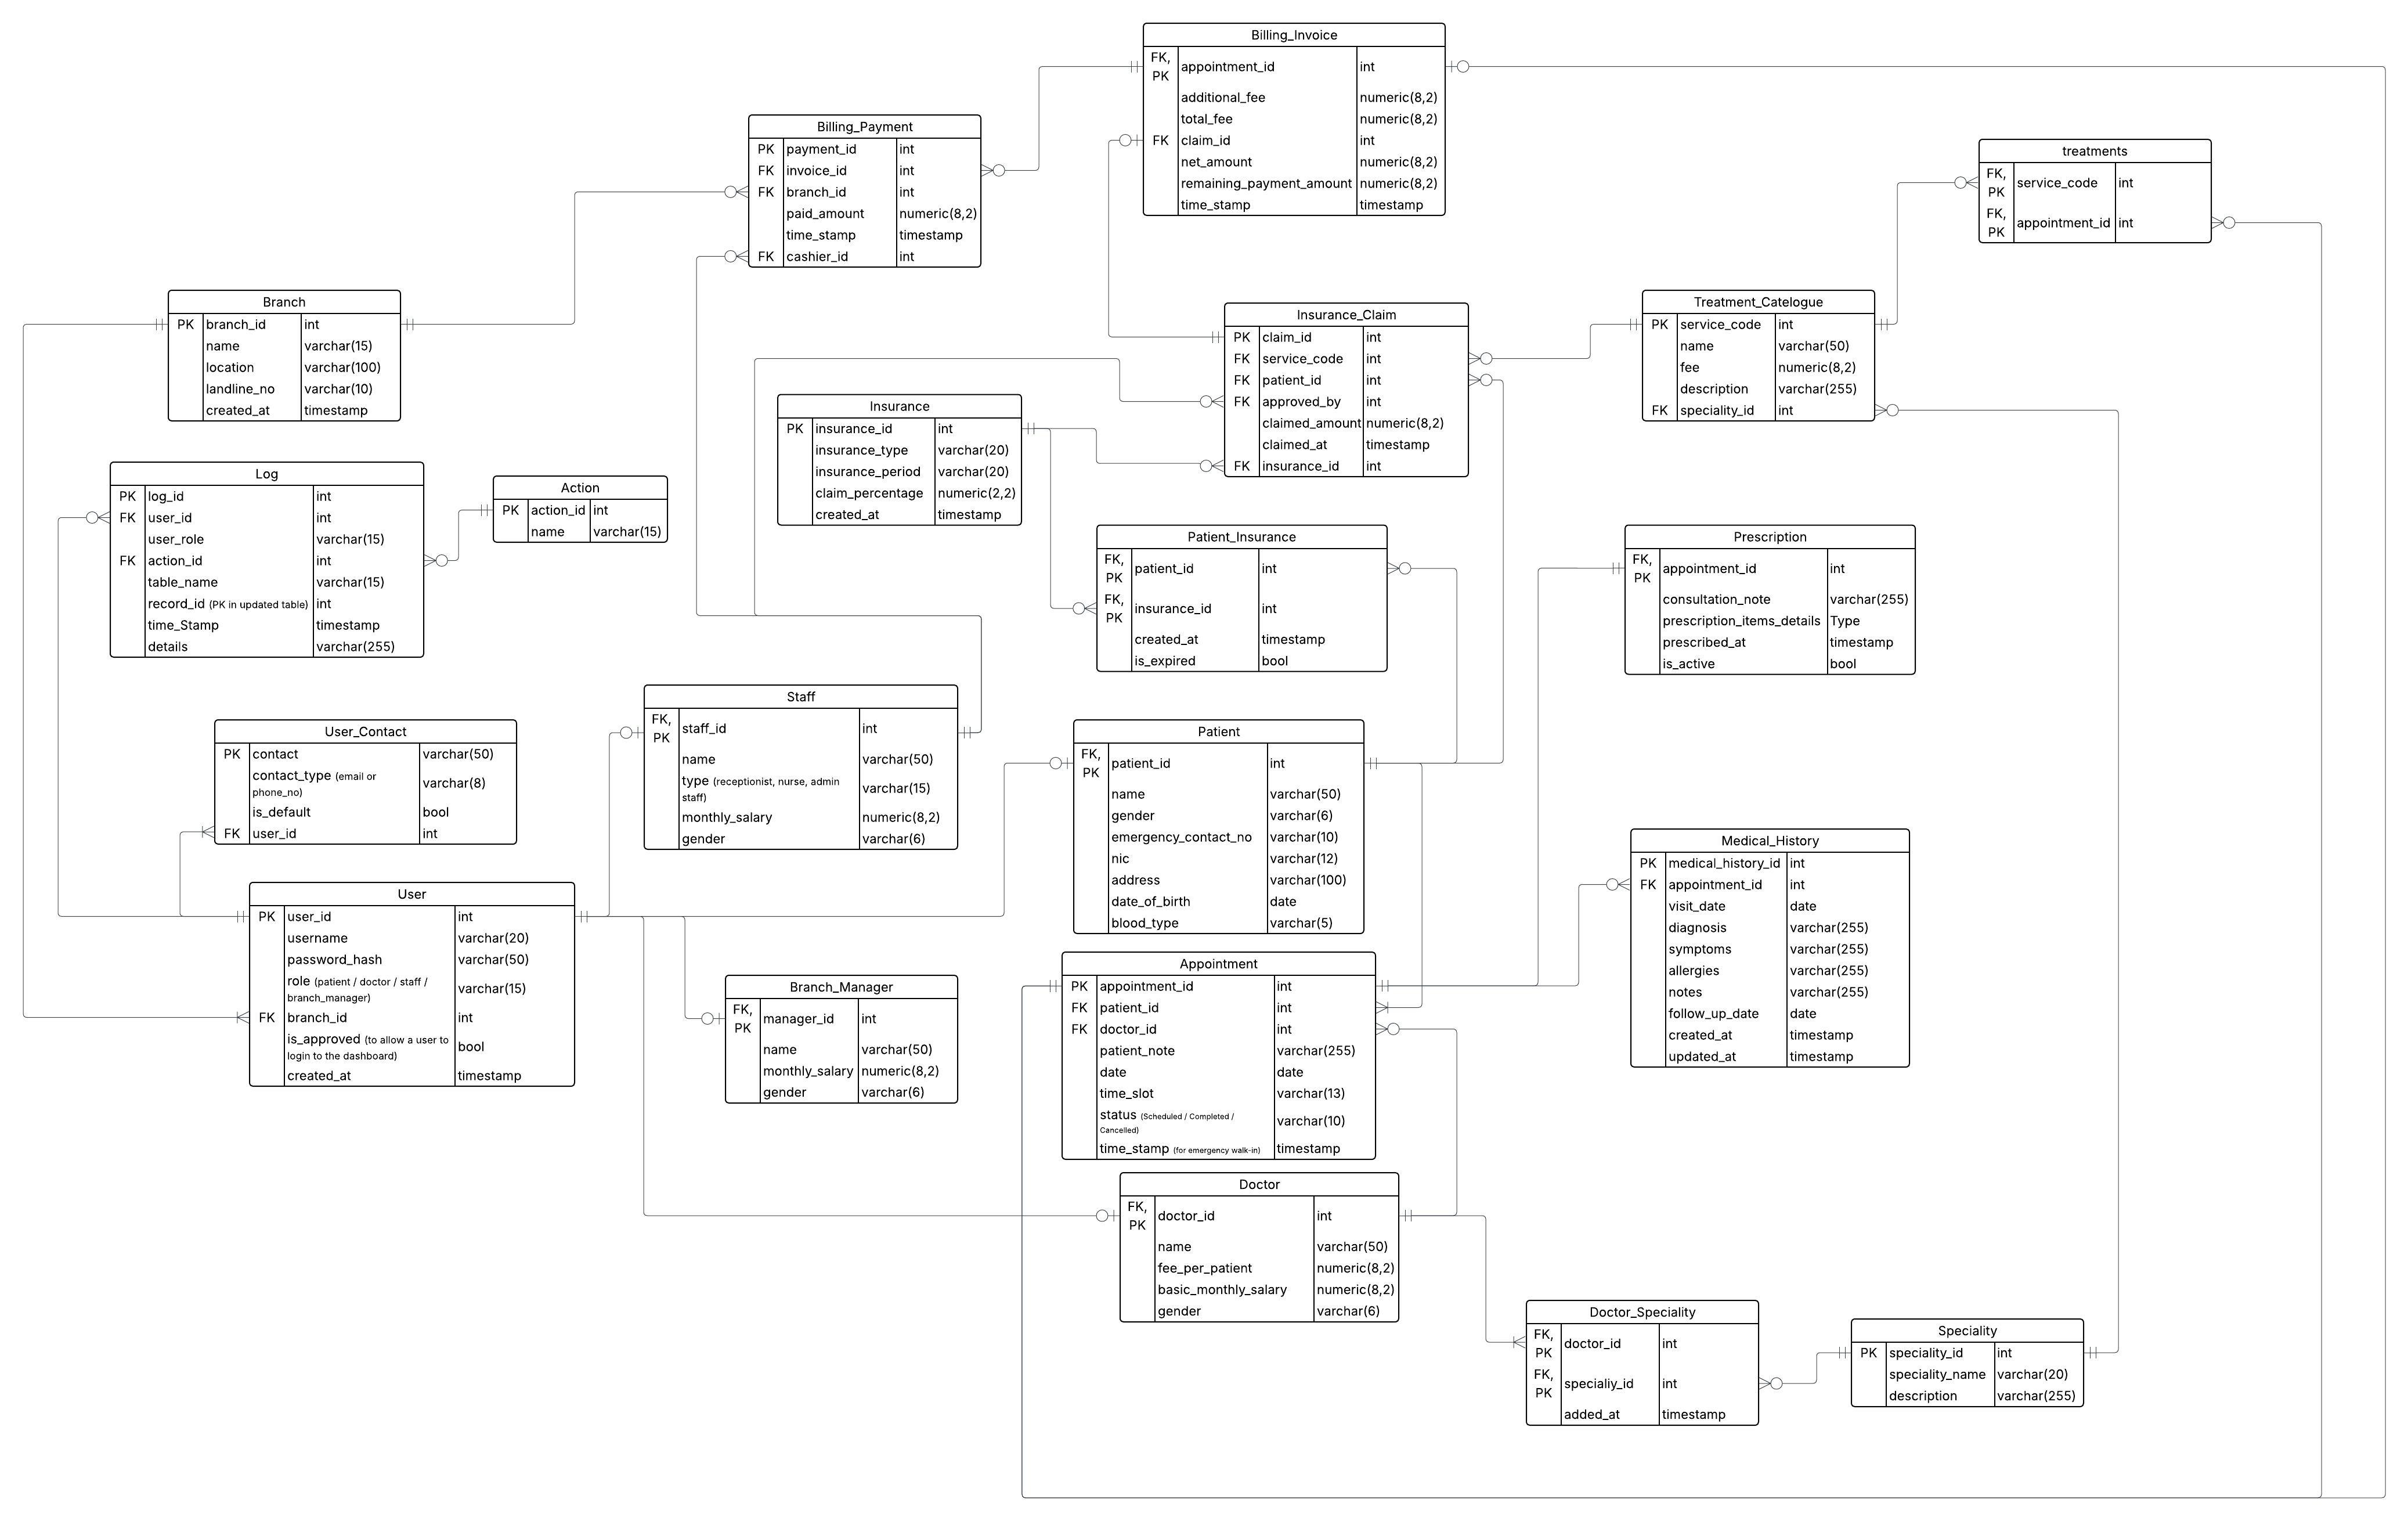 Billing_Invoice
FK, PK appointment_id int
additional_fee numeric(8,2)
total_fee numeric(8,2)
FK claim_id int
net_amount numeric(8,2)
remaining_payment_amount numeric(8,2)
time_stamp timestamp
Billing_Payment
PK payment_id int
FK invoice_id int
FK branch_id int
paid_amount numeric(8,2)
time_stamp timestamp
FK cashier_id int
treatments
FK, PK service_code int
FK, PK appointment_id int
Branch
PK branch_id int
name varchar(15)
location varchar(100)
landline_no varchar(10)
created_at timestamp
Insurance_Claim
PK claim_id int
FK service_code int
FK patient_id int
FK approved_by int
claimed_amount numeric(8,2)
claimed_at timestamp
FK insurance_id int
Treatment_Catelogue
PK service_code int
name varchar(50)
fee numeric(8,2)
description varchar(255)
FK speciality_id int
Insurance
PK insurance_id int
insurance_type varchar(20)
insurance_period varchar(20)
claim_percentage numeric(2,2)
created_at timestamp
Log
PK log_id int
FK user_id int
user_role varchar(15)
FK action_id int
table_name varchar(15)
record_id (PK in updated table) int
time_Stamp timestamp
details varchar(255)
Action
PK action_id int
name varchar(15)
Patient_Insurance
FK, PK patient_id int
FK, PK insurance_id int
created_at timestamp
is_expired bool
Prescription
FK, PK appointment_id int
consultation_note varchar(255)
prescription_items_details Type
prescribed_at timestamp
is_active bool
Staff
FK, PK staff_id int
name varchar(50)
type (receptionist, nurse, admin staff) varchar(15)
monthly_salary numeric(8,2)
gender varchar(6)
User_Contact
PK contact varchar(50)
contact_type (email or phone_no) varchar(8)
is_default bool
FK user_id int
Patient
FK, PK patient_id int
name varchar(50)
gender varchar(6)
emergency_contact_no varchar(10)
nic varchar(12)
address varchar(100)
date_of_birth date
blood_type varchar(5)
Medical_History
PK medical_history_id int
FK appointment_id int
visit_date date
diagnosis varchar(255)
symptoms varchar(255)
allergies varchar(255)
notes varchar(255)
follow_up_date date
created_at timestamp
updated_at timestamp
User
PK user_id int
username varchar(20)
password_hash varchar(50)
role (patient / doctor / staff / branch_manager) varchar(15)
FK branch_id int
is_approved (to allow a user to login to the dashboard) bool
created_at timestamp
Branch_Manager
FK, PK manager_id int
name varchar(50)
monthly_salary numeric(8,2)
gender varchar(6)
Appointment
PK appointment_id int
FK patient_id int
FK doctor_id int
patient_note varchar(255)
date date
time_slot varchar(13)
status (Scheduled / Completed / Cancelled) varchar(10)
time_stamp (for emergency walk-in) timestamp
Doctor
FK, PK doctor_id int
name varchar(50)
fee_per_patient numeric(8,2)
basic_monthly_salary numeric(8,2)
gender varchar(6)
Doctor_Speciality
FK, PK doctor_id int
FK, PK specialiy_id int
added_at timestamp
Speciality
PK speciality_id int
speciality_name varchar(20)
description varchar(255)